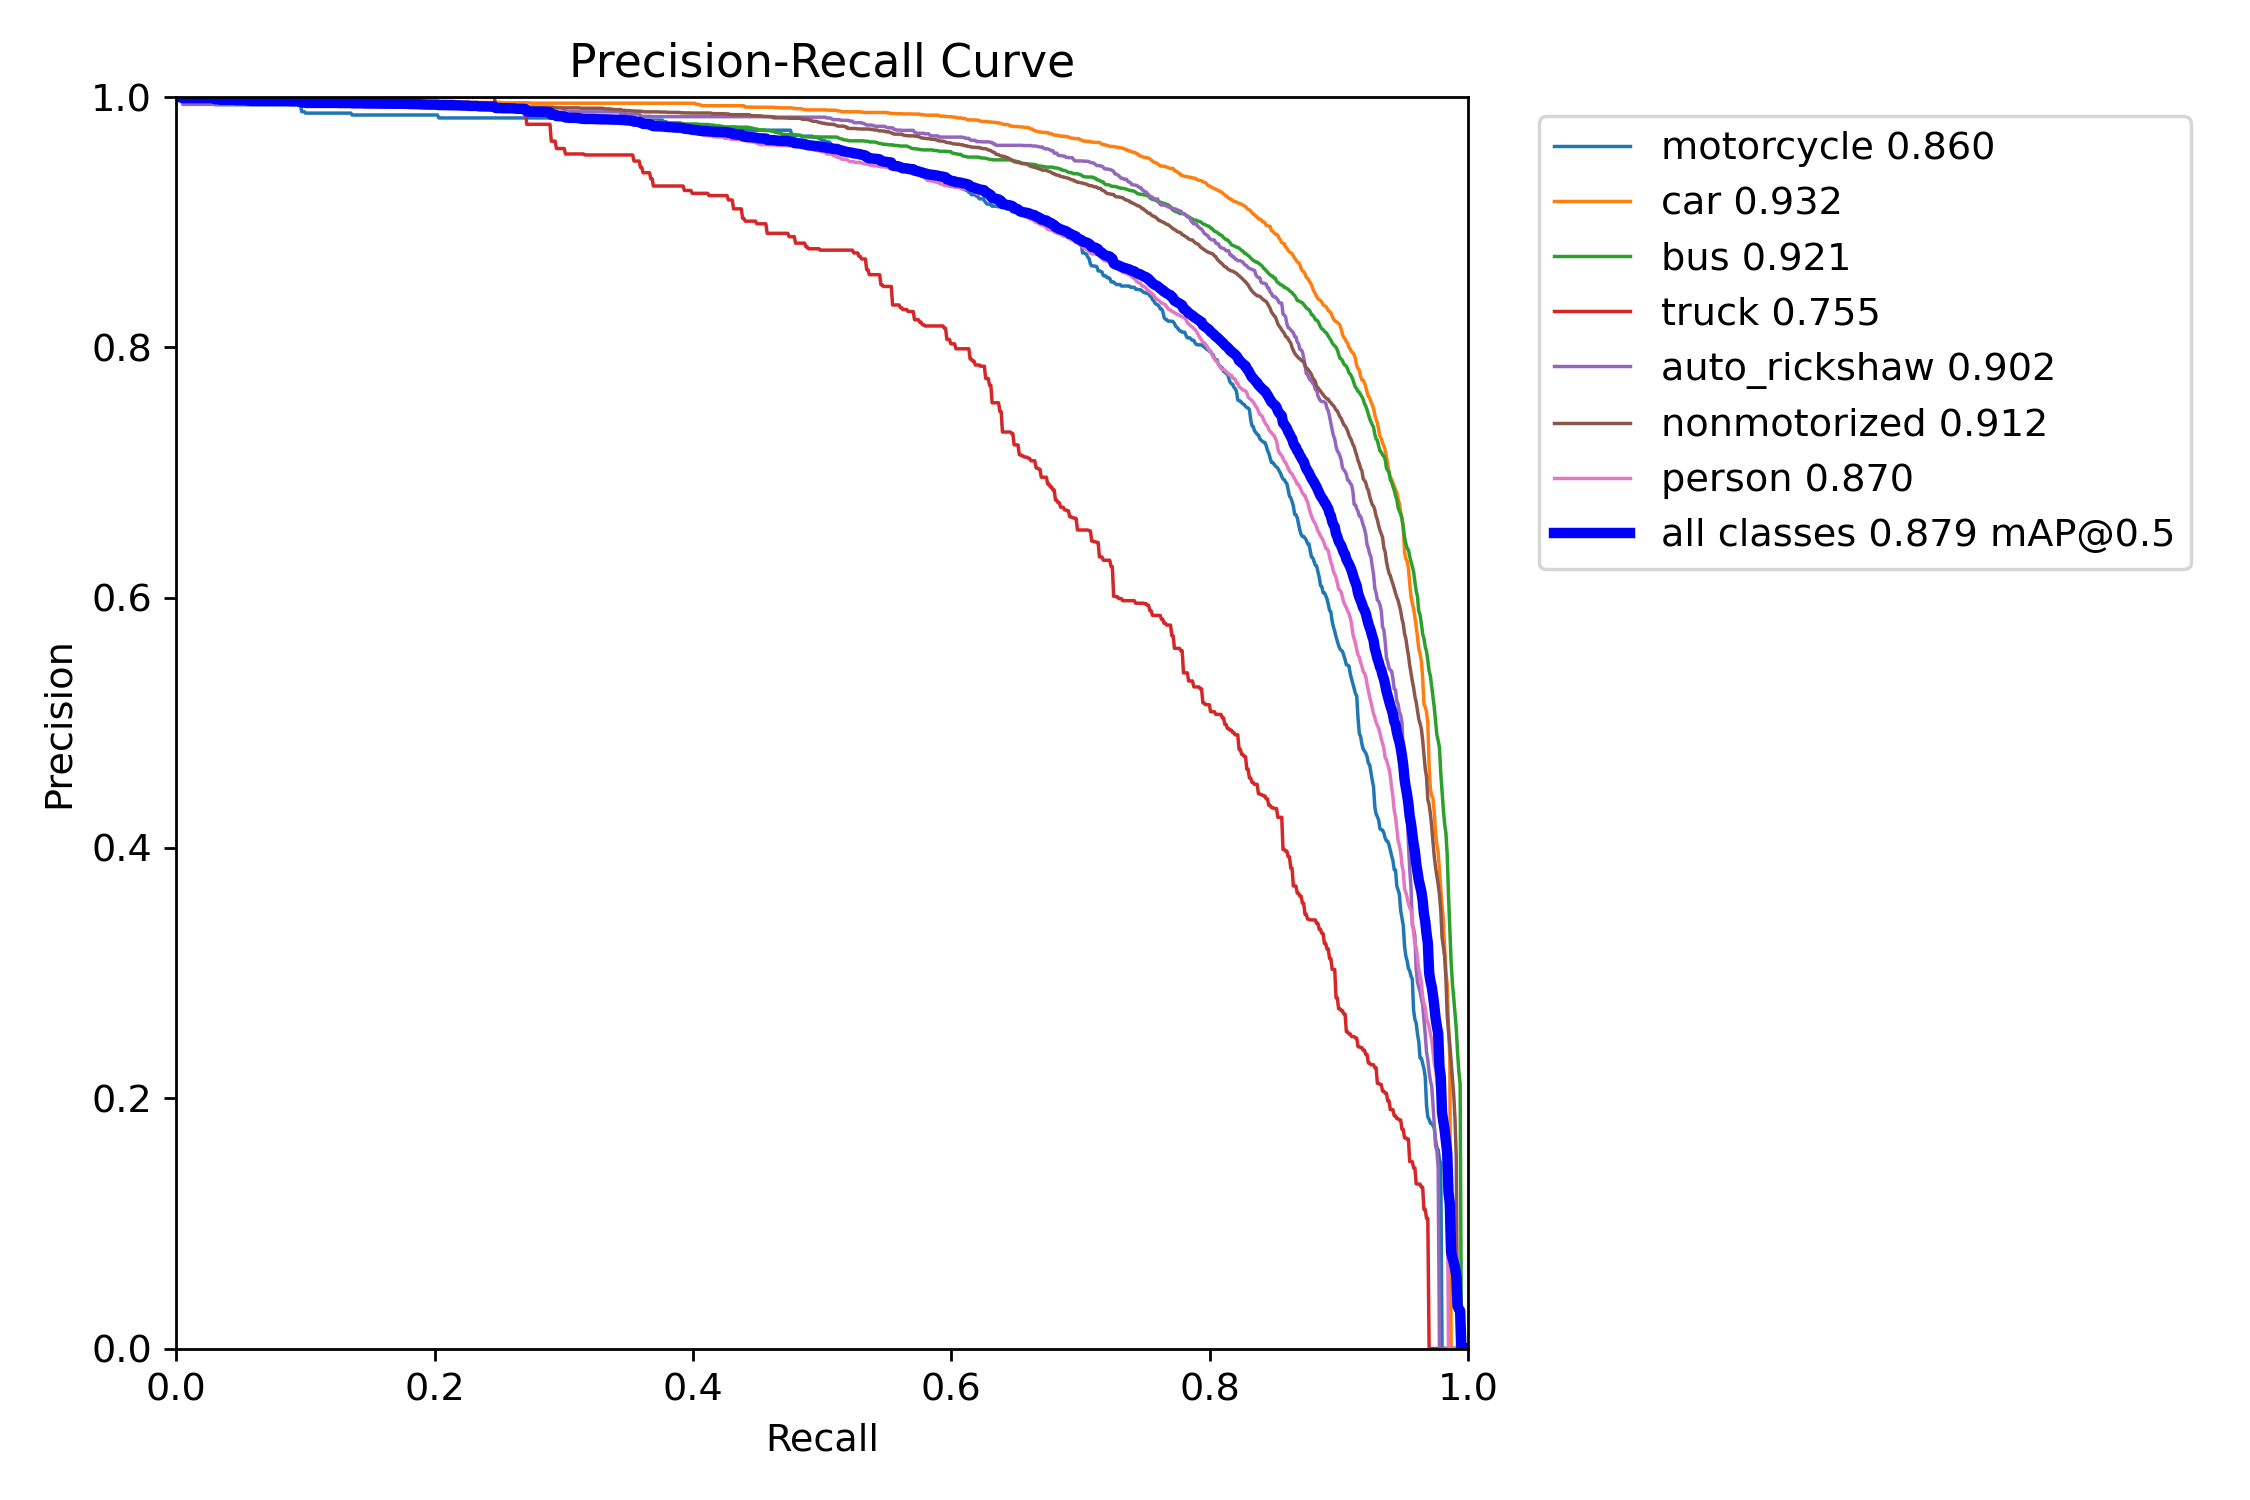 Precision-Recall Curve
1.0
0.8
0.6
0.4
0.2
0.0
Precision
0.0 0.2 0.4 0.6 0.8 1.0
Recall
motorcycle 0.860
car 0.932
bus 0.921
truck 0.755
auto_rickshaw 0.902
nonmotorized 0.912
person 0.870
all classes 0.879 mAP@0.5